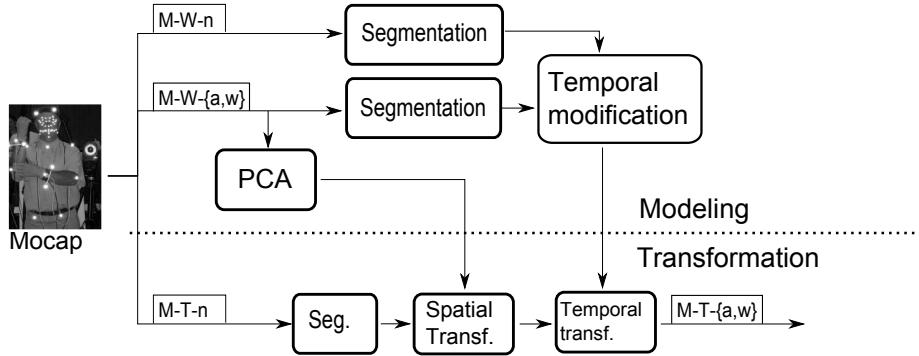 M-W-n
Segmentation
M-W-{a,w}
Segmentation
Temporal
modification
PCA
Mocap
Modeling
Transformation
M-T-n
Seg.
Spatial
Transf.
Temporal
transf.
M-T-{a,w}